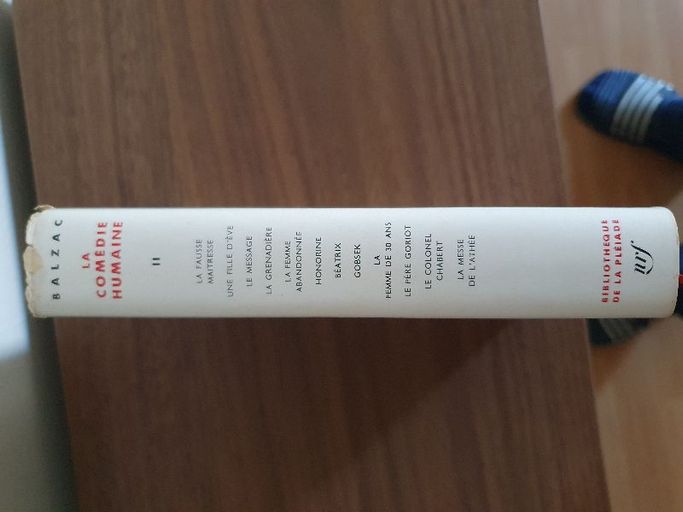 BALZAC
LA
COMÉDIE
HUMAINE
II
LA FAUSSE
MAITRESSE
UNE FILLE D'ÈVE
LE MESSAGE
LA GRENADIÈRE
LA FEMME
ABANDONNÉE
HONORINE
BÉATRIX
GOBSEK
LA
FEMME DE 30 ANS
LE PÈRE GORIOT
LE COLONEL
CHABERT
LA MESSE
DE L'ATHÉE
BIBLIOTHÈQUE
DE LA PLÉIADE
nrf